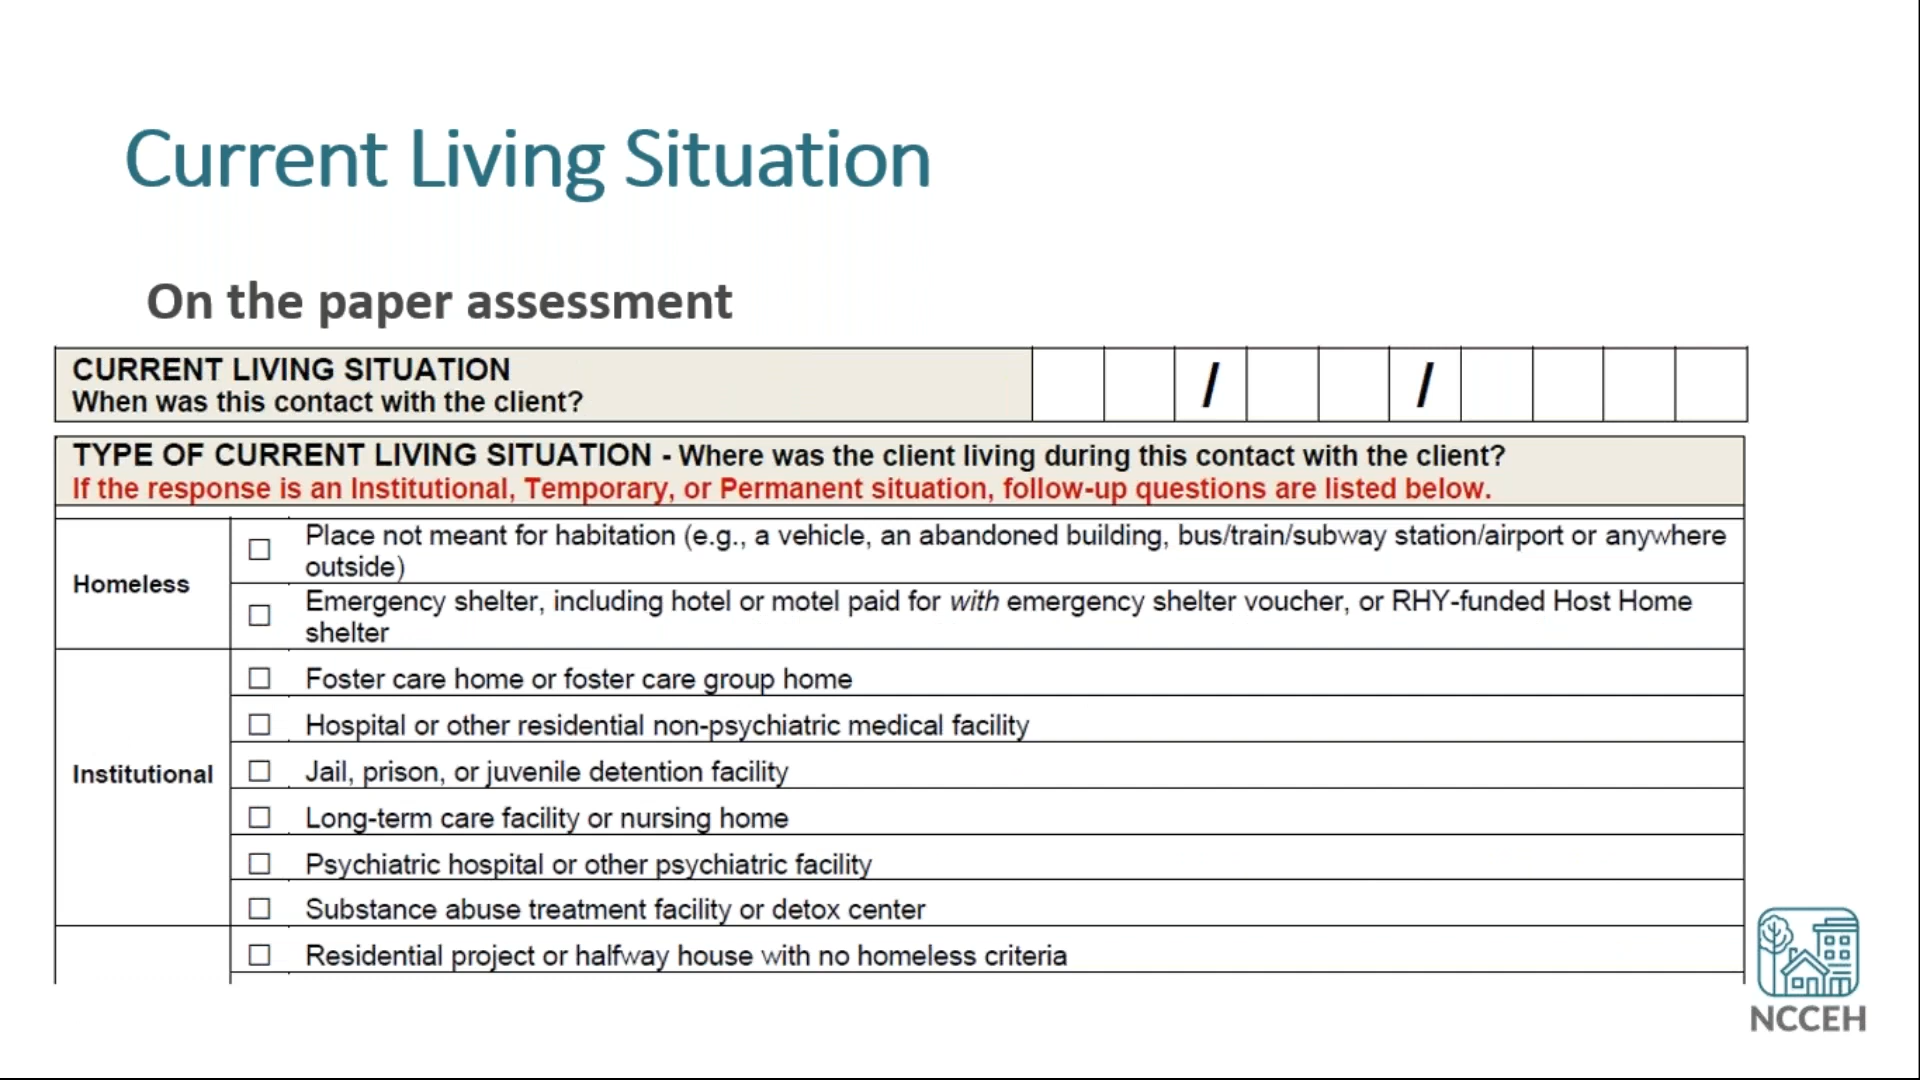 Current Living Situation
On the paper assessment
CURRENT LIVING SITUATION
When was this contact with the client?
/ /
TYPE OF CURRENT LIVING SITUATION - Where was the client living during this contact with the client?
If the response is an Institutional, Temporary, or Permanent situation, follow-up questions are listed below.
Homeless
☐ Place not meant for habitation (e.g., a vehicle, an abandoned building, bus/train/subway station/airport or anywhere
outside)
☐ Emergency shelter, including hotel or motel paid for with emergency shelter voucher, or RHY-funded Host Home
shelter
Institutional
☐ Foster care home or foster care group home
☐ Hospital or other residential non-psychiatric medical facility
☐ Jail, prison, or juvenile detention facility
☐ Long-term care facility or nursing home
☐ Psychiatric hospital or other psychiatric facility
☐ Substance abuse treatment facility or detox center
☐ Residential project or halfway house with no homeless criteria
NCCEH